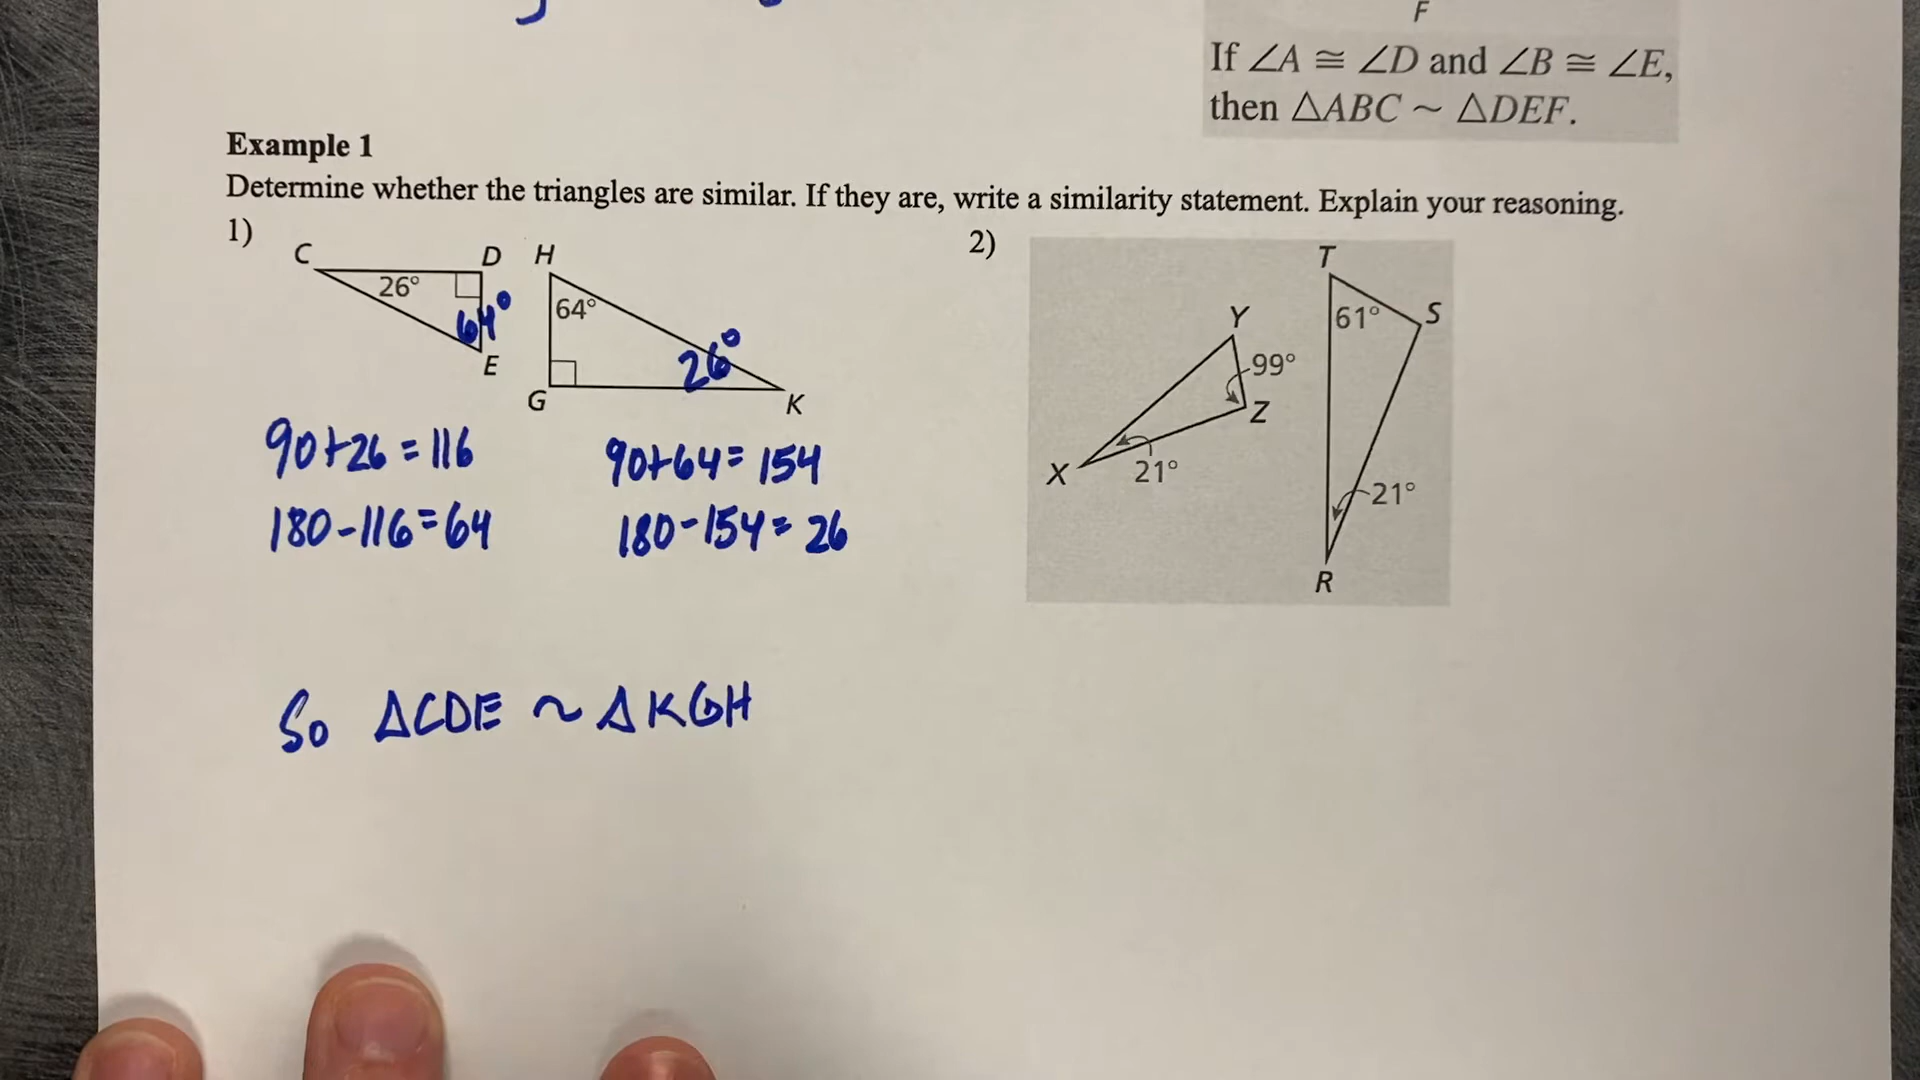 F
If ∠A ≅ ∠D and ∠B ≅ ∠E,
then △ABC ~ △DEF.
Example 1
Determine whether the triangles are similar. If they are, write a similarity statement. Explain your reasoning.
1)
C
D
26°
64°
E
H
64°
26°
G
K
90+26=116
180-116=64
90+64=154
180-154=26
So △CDE ~ △KGH
2)
T
61°
S
Y
99°
Z
X
21°
21°
R